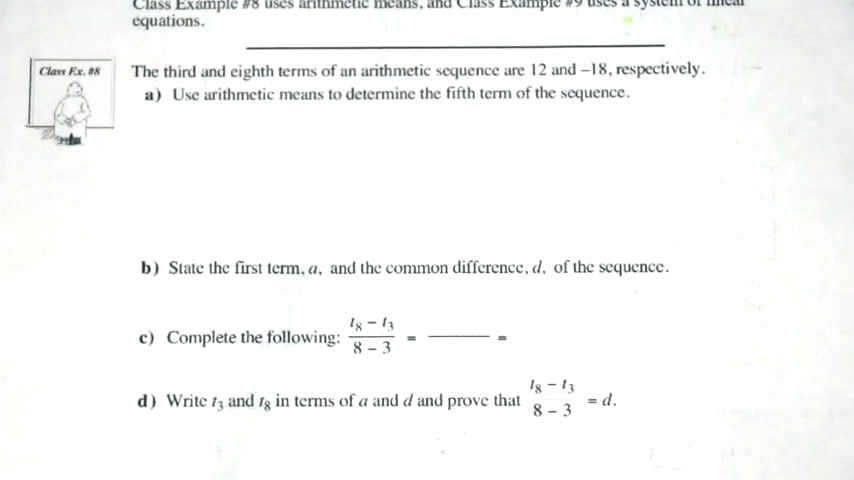 Class Example #8 uses arithmetic means, and Class Example #9 uses a system of linear
equations.
Class Ex. #8
The third and eighth terms of an arithmetic sequence are 12 and –18, respectively.
a) Use arithmetic means to determine the fifth term of the sequence.
b) State the first term, a, and the common difference, d, of the sequence.
c) Complete the following: (t₈ – t₃)/(8 – 3) = ______ =
d) Write t₃ and t₈ in terms of a and d and prove that (t₈ – t₃)/(8 – 3) = d.